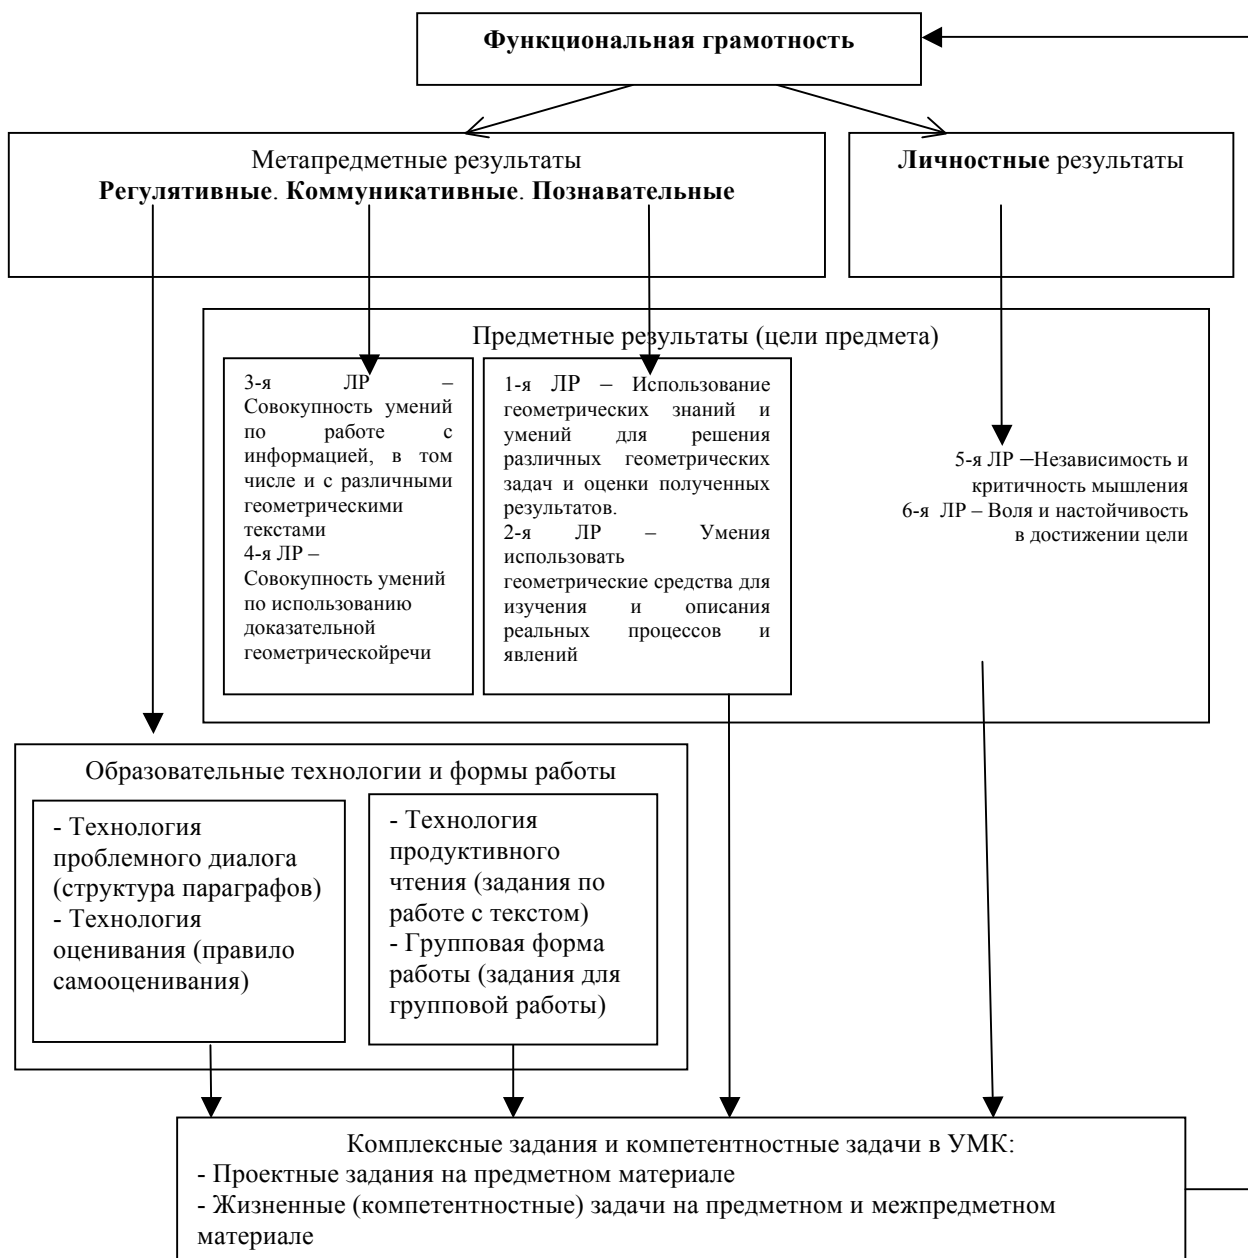 Функциональная грамотность
Метапредметные результаты
Регулятивные. Коммуникативные. Познавательные
Личностные результаты
Предметные результаты (цели предмета)
3-я ЛР –
Совокупность умений
по работе с
информацией, в том
числе и с различными
геометрическими
текстами
4-я ЛР –
Совокупность умений
по использованию
доказательной
геометрическойречи
1-я ЛР – Использование
геометрических знаний и
умений для решения
различных геометрических
задач и оценки полученных
результатов.
2-я ЛР – Умения
использовать
геометрические средства для
изучения и описания
реальных процессов и
явлений
5-я ЛР –Независимость и
критичность мышления
6-я ЛР – Воля и настойчивость
в достижении цели
Образовательные технологии и формы работы
- Технология
проблемного диалога
(структура параграфов)
- Технология
оценивания (правило
самооценивания)
- Технология
продуктивного
чтения (задания по
работе с текстом)
- Групповая форма
работы (задания для
групповой работы)
Комплексные задания и компетентностные задачи в УМК:
- Проектные задания на предметном материале
- Жизненные (компетентностные) задачи на предметном и межпредметном
материале